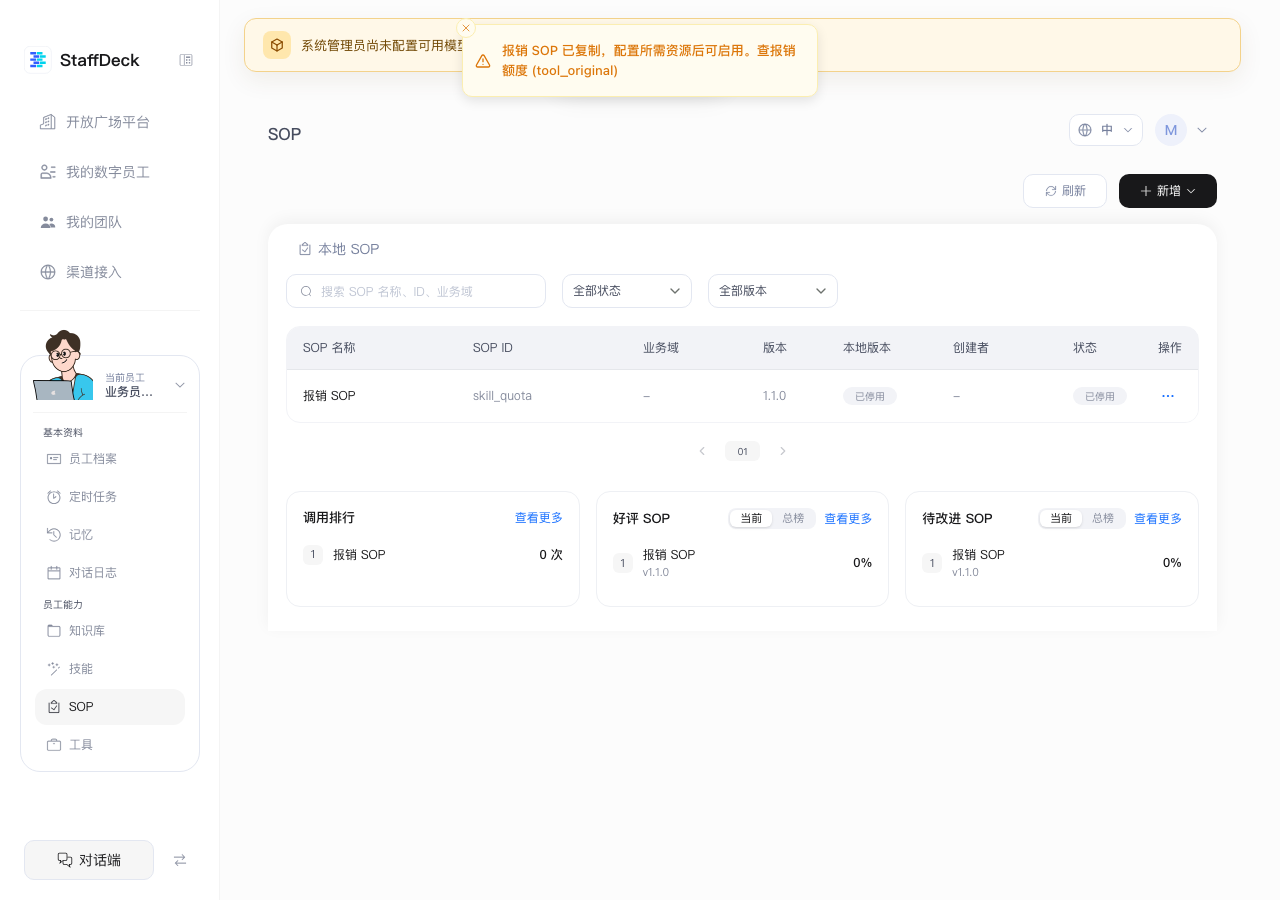 StaffDeck
开放广场平台
我的数字员工
我的团队
渠道接入
当前员工
业务员...
基本资料
员工档案
定时任务
记忆
对话日志
员工能力
知识库
技能
SOP
工具
对话端
系统管理员尚未配置可用模
报销 SOP 已复制，配置所需资源后可启用。查报销
额度 (tool_original)
SOP
中
M
刷新
新增
本地 SOP
搜索 SOP 名称、ID、业务域
全部状态
全部版本
SOP 名称 SOP ID 业务域 版本 本地版本 创建者 状态 操作
报销 SOP skill_quota – 1.1.0 已停用 – 已停用 ...
01
调用排行 查看更多
1 报销 SOP 0 次
好评 SOP 当前 总榜 查看更多
1 报销 SOP 0%
v1.1.0
待改进 SOP 当前 总榜 查看更多
1 报销 SOP 0%
v1.1.0